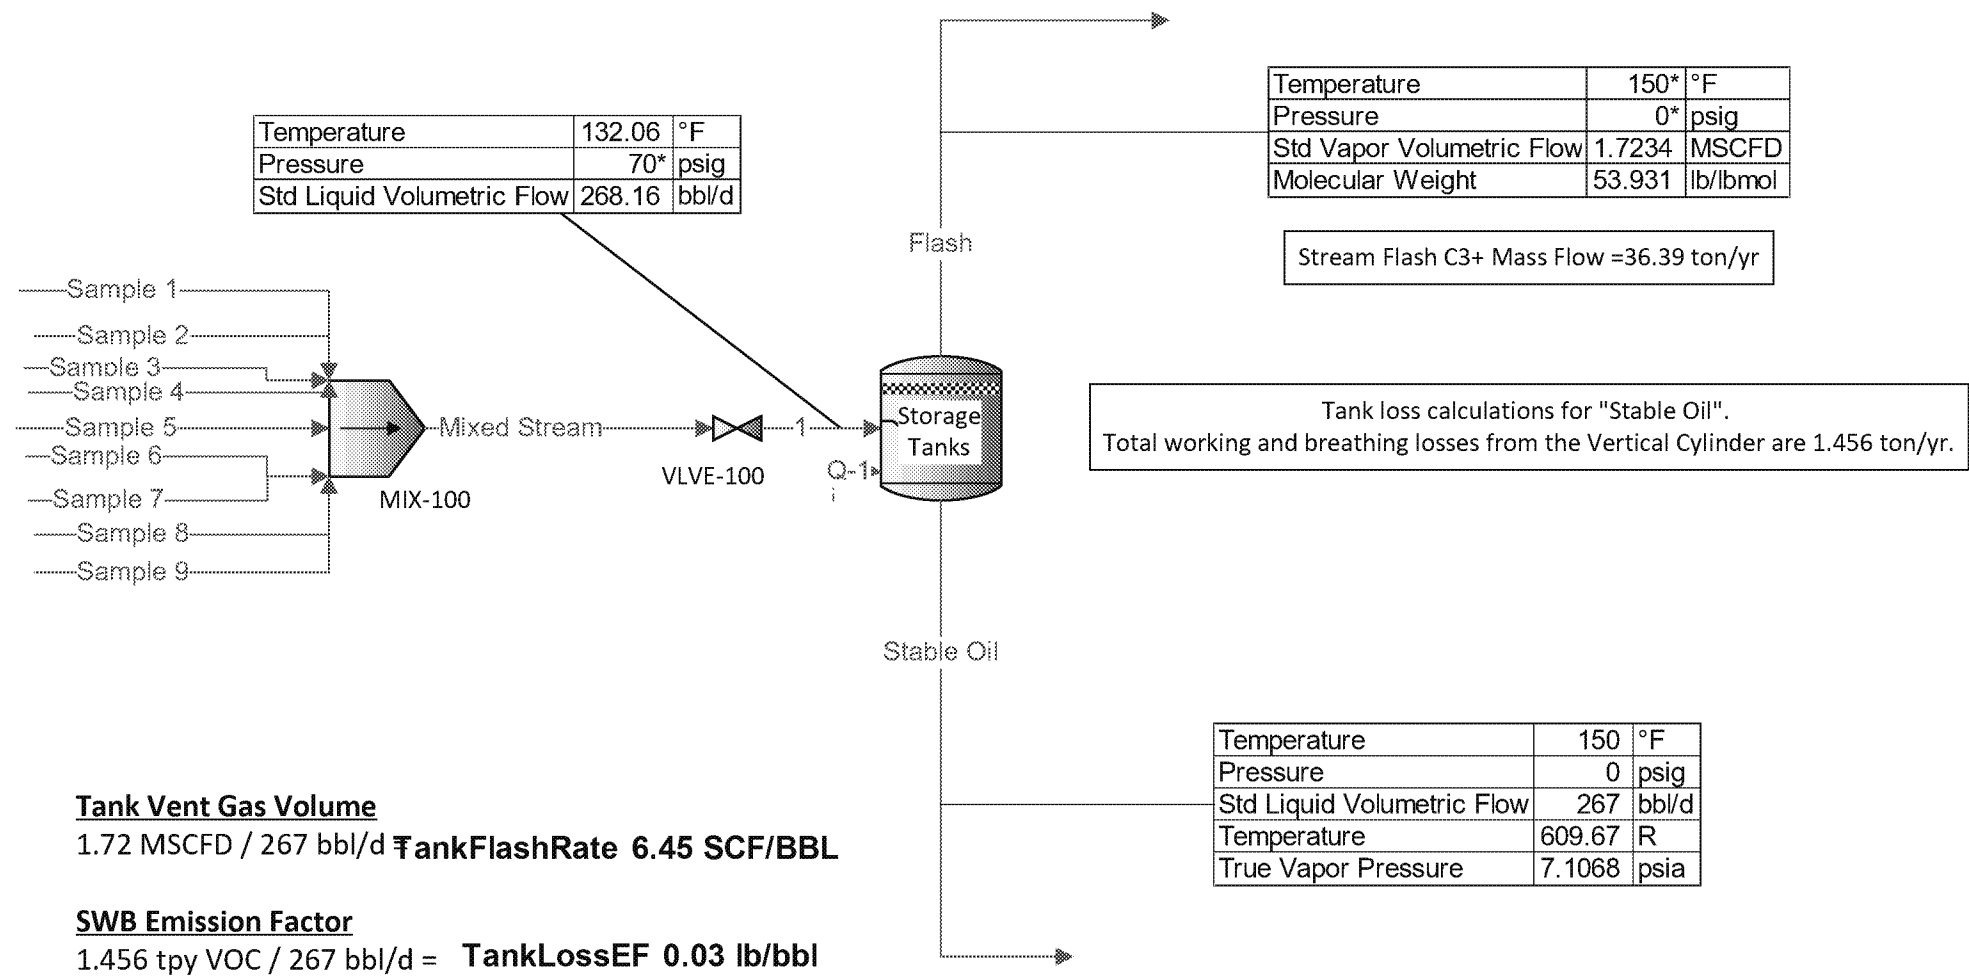 Temperature 132.06 °F
Pressure 70* psig
Std Liquid Volumetric Flow 268.16 bbl/d
Temperature 150* °F
Pressure 0* psig
Std Vapor Volumetric Flow 1.7234 MSCFD
Molecular Weight 53.931 lb/lbmol
Flash
Stream Flash C3+ Mass Flow =36.39 ton/yr
Sample 1
Sample 2
Sample 3
Sample 4
Sample 5
Sample 6
Sample 7
Sample 8
Sample 9
MIX-100
Mixed Stream
VLVE-100
1
Storage
Tanks
Q-1
Tank loss calculations for "Stable Oil".
Total working and breathing losses from the Vertical Cylinder are 1.456 ton/yr.
Stable Oil
Temperature 150 °F
Pressure 0 psig
Std Liquid Volumetric Flow 267 bbl/d
Temperature 609.67 R
True Vapor Pressure 7.1068 psia
Tank Vent Gas Volume
1.72 MSCFD / 267 bbl/d = TankFlashRate 6.45 SCF/BBL
SWB Emission Factor
1.456 tpy VOC / 267 bbl/d = TankLossEF 0.03 lb/bbl